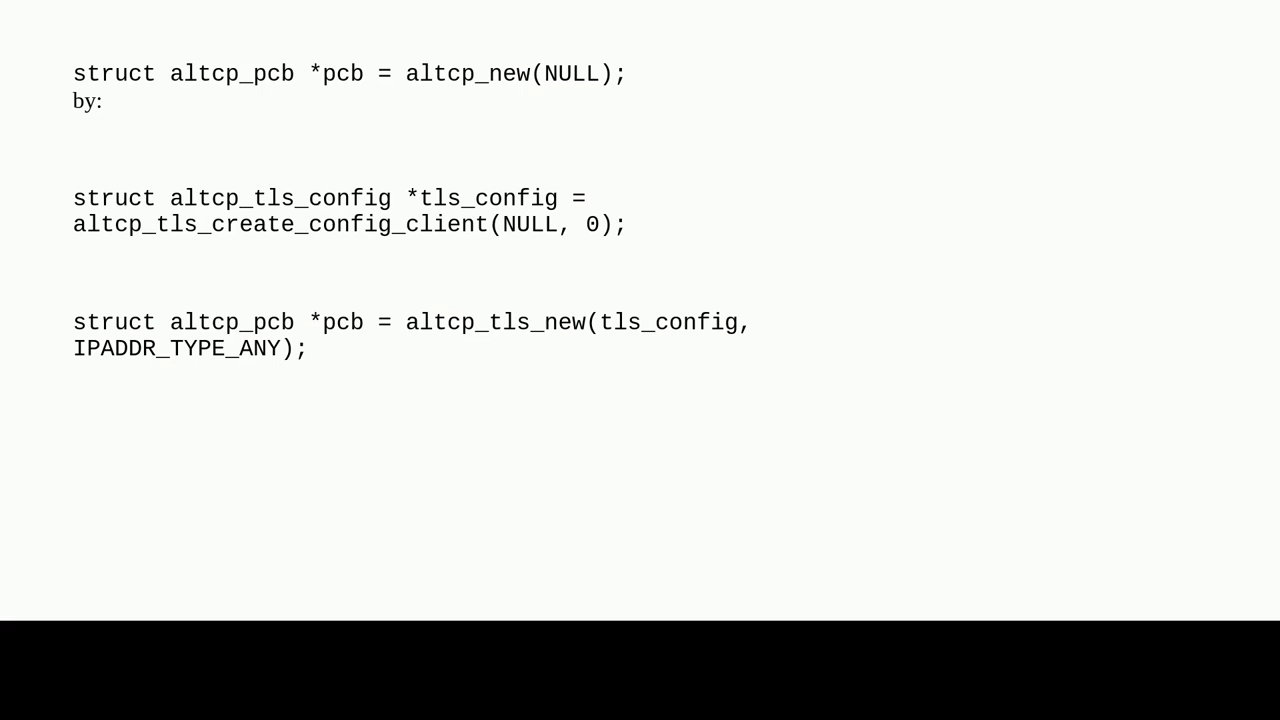 struct altcp_pcb *pcb = altcp_new(NULL);
by:
struct altcp_tls_config *tls_config =
altcp_tls_create_config_client(NULL, 0);
struct altcp_pcb *pcb = altcp_tls_new(tls_config,
IPADDR_TYPE_ANY);